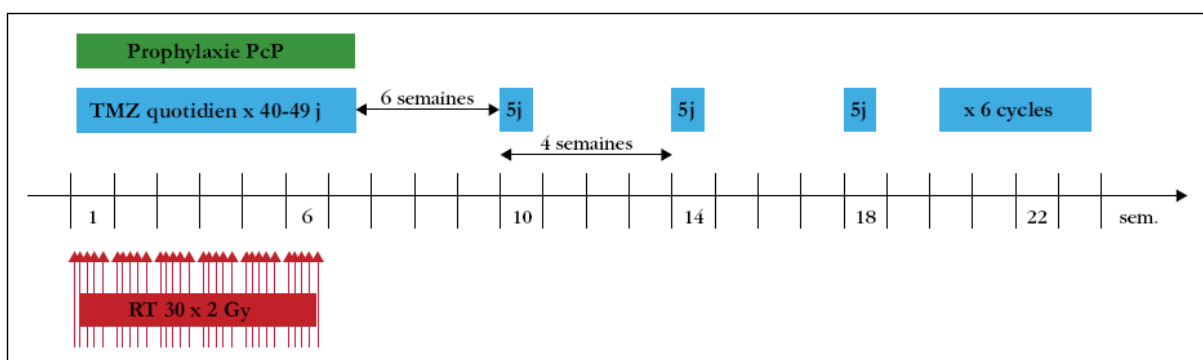 Prophylaxie PcP
TMZ quotidien x 40-49 j
6 semaines
5j
5j
5j
x 6 cycles
4 semaines
1
6
10
14
18
22
sem.
RT 30 x 2 Gy